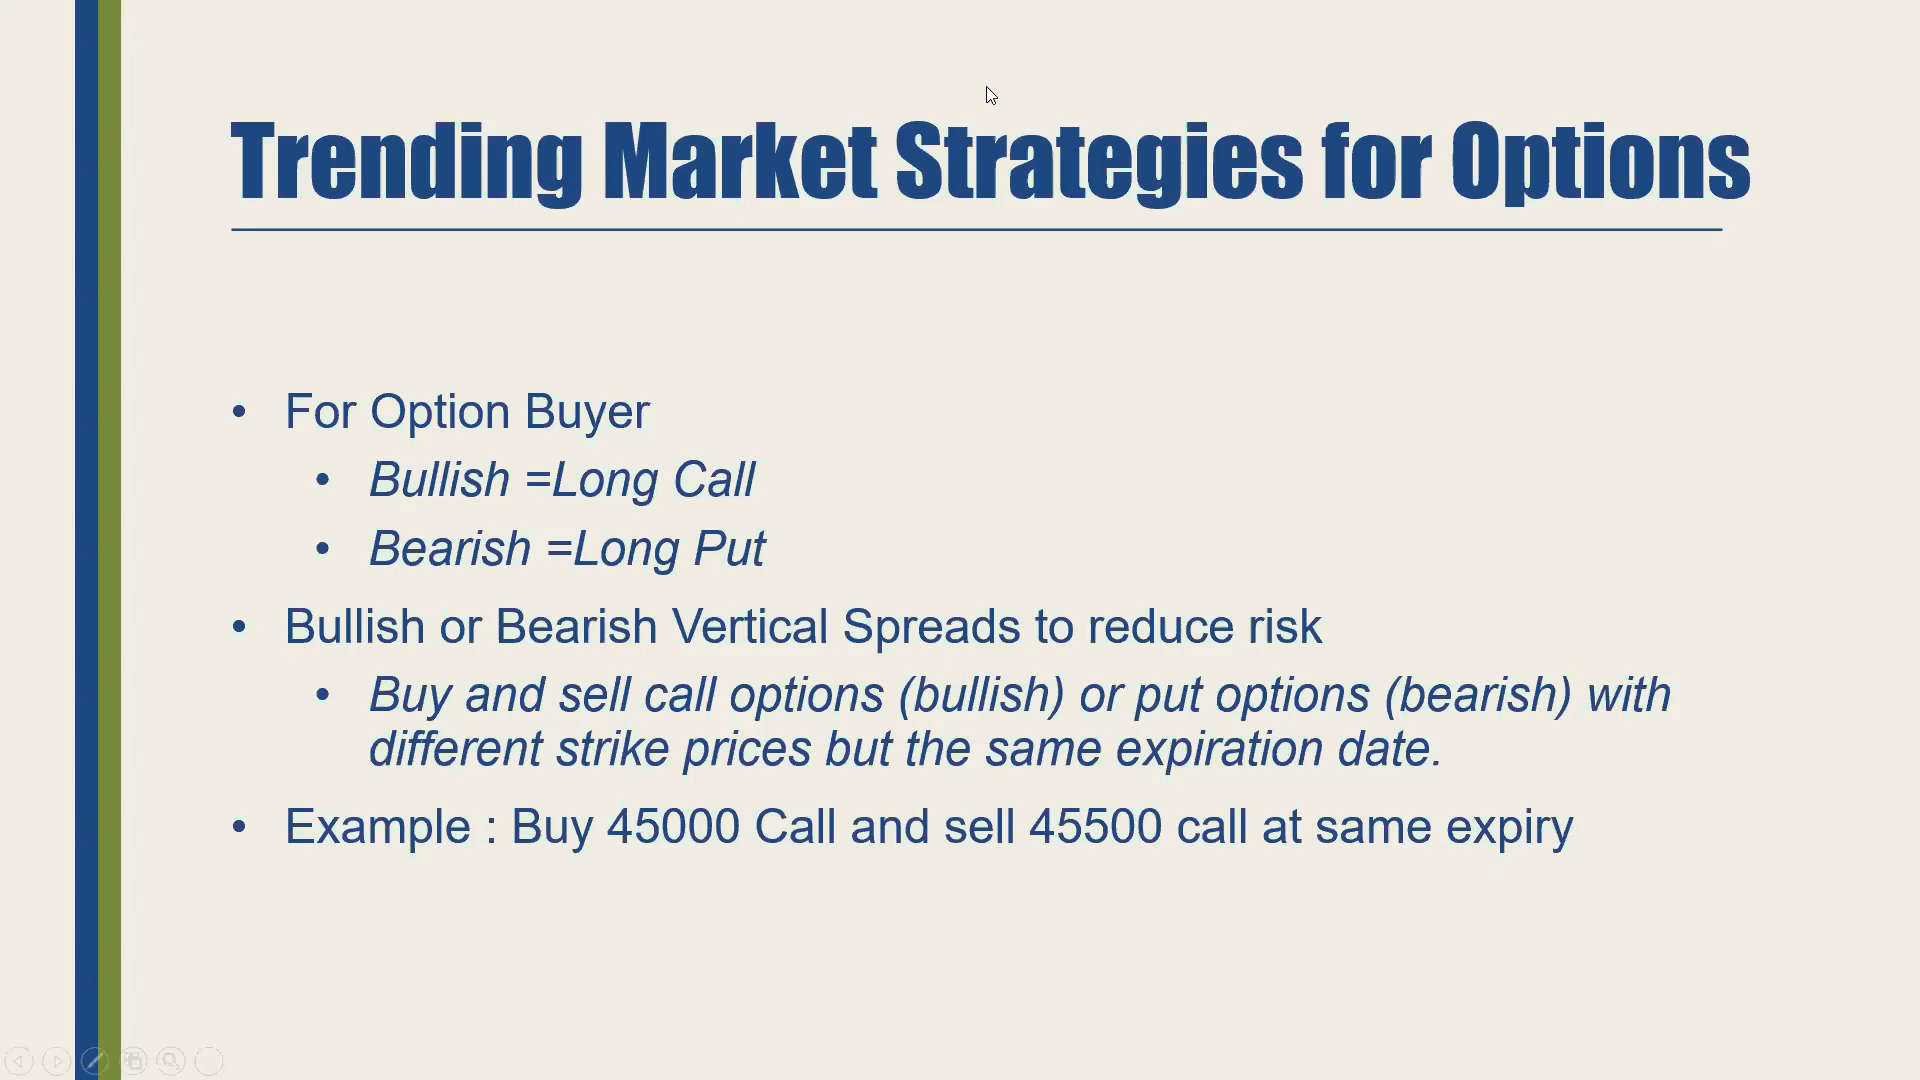 Trending Market Strategies for Options
• For Option Buyer
• Bullish =Long Call
• Bearish =Long Put
• Bullish or Bearish Vertical Spreads to reduce risk
• Buy and sell call options (bullish) or put options (bearish) with
different strike prices but the same expiration date.
• Example : Buy 45000 Call and sell 45500 call at same expiry